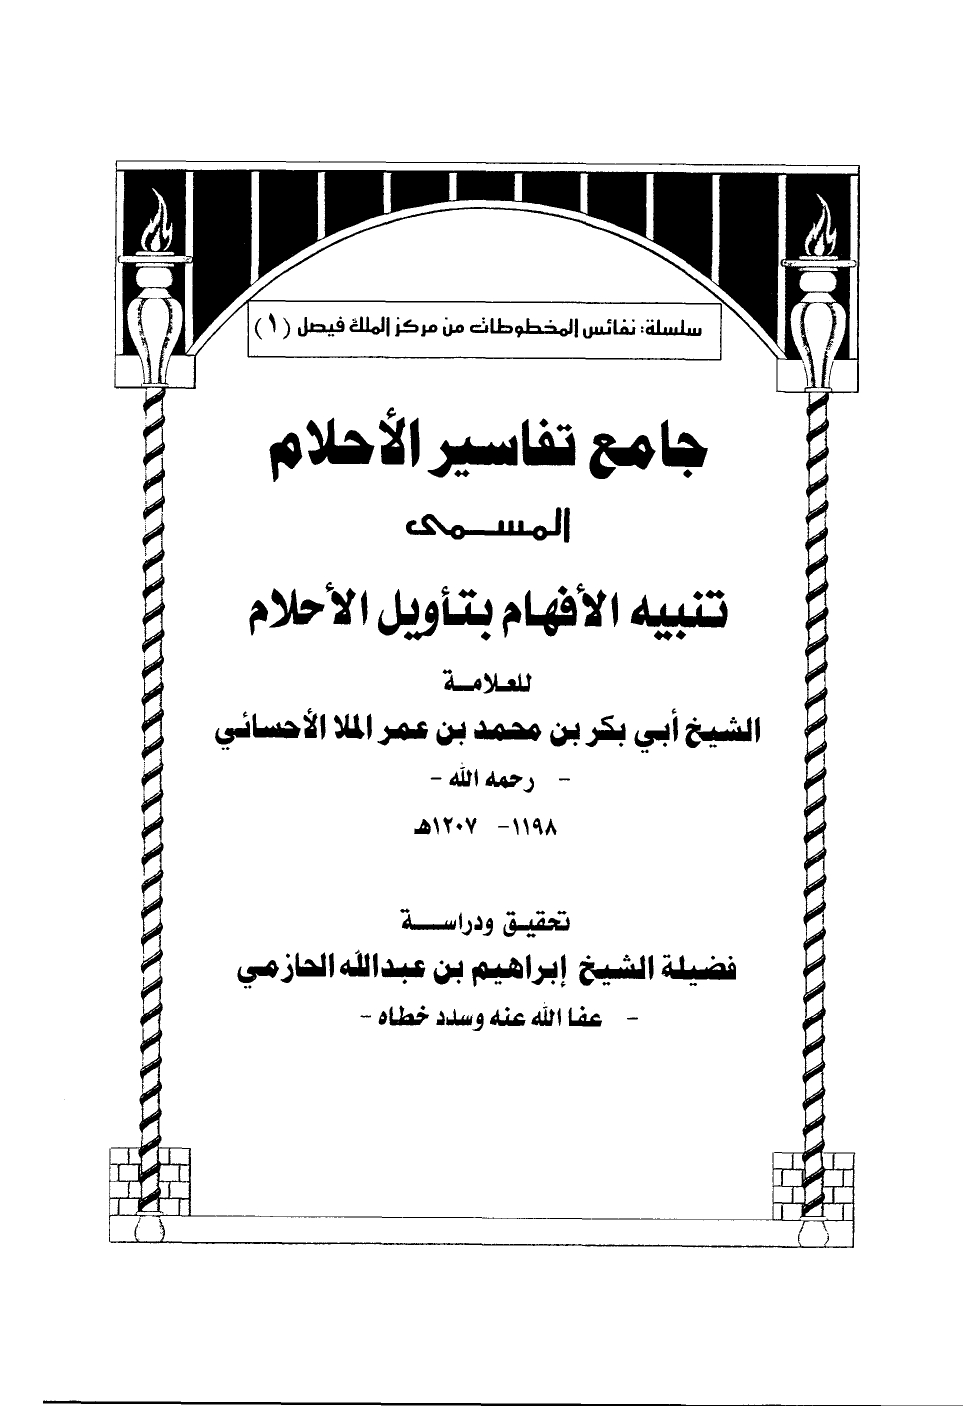 سلسلة: نفائس المخطوطات من مركز الملك فيصل (١)
جامع تفاسير الأحلام
المسمى
تنبيه الأفهام بتأويل الأحلام
للعلامة
الشيخ أبي بكر بن محمد بن عمر الملا الأحسائي
- رحمه الله -
١١٩٨- ١٢٠٧هـ
تحقيق ودراسة
فضيلة الشيخ إبراهيم بن عبدالله الحازمي
- عفا الله عنه وسدد خطاه -